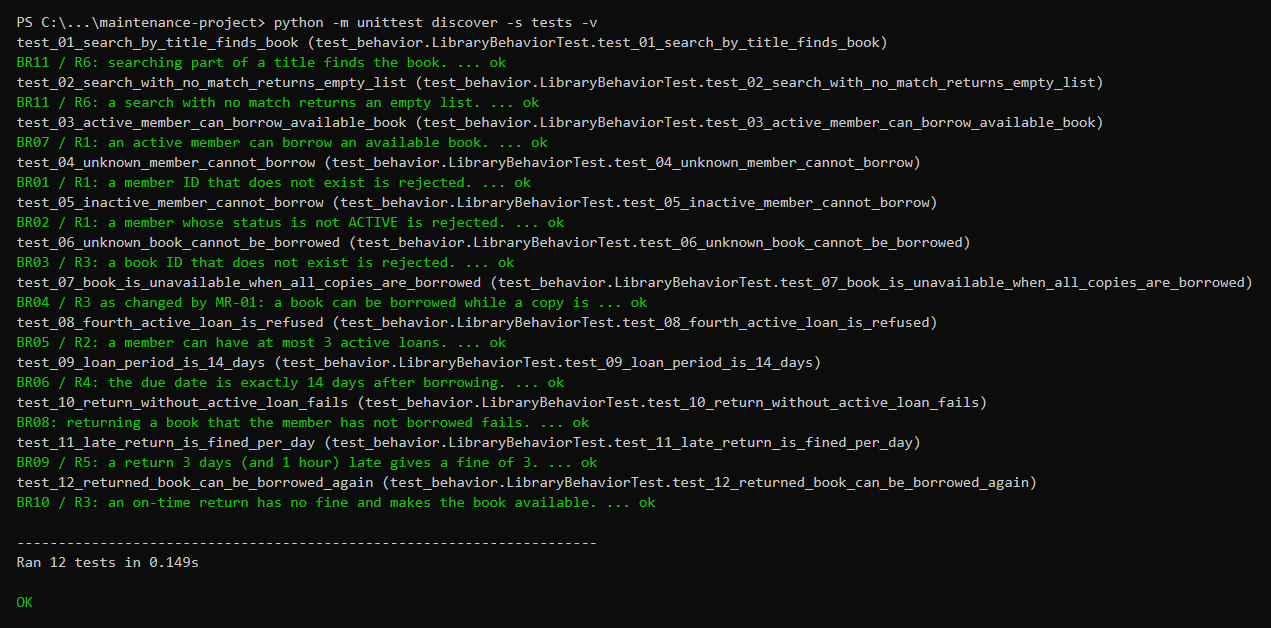 PS C:\...\maintenance-project> python -m unittest discover -s tests -v
test_01_search_by_title_finds_book (test_behavior.LibraryBehaviorTest.test_01_search_by_title_finds_book)
BR11 / R6: searching part of a title finds the book. ... ok
test_02_search_with_no_match_returns_empty_list (test_behavior.LibraryBehaviorTest.test_02_search_with_no_match_returns_empty_list)
BR11 / R6: a search with no match returns an empty list. ... ok
test_03_active_member_can_borrow_available_book (test_behavior.LibraryBehaviorTest.test_03_active_member_can_borrow_available_book)
BR07 / R1: an active member can borrow an available book. ... ok
test_04_unknown_member_cannot_borrow (test_behavior.LibraryBehaviorTest.test_04_unknown_member_cannot_borrow)
BR01 / R1: a member ID that does not exist is rejected. ... ok
test_05_inactive_member_cannot_borrow (test_behavior.LibraryBehaviorTest.test_05_inactive_member_cannot_borrow)
BR02 / R1: a member whose status is not ACTIVE is rejected. ... ok
test_06_unknown_book_cannot_be_borrowed (test_behavior.LibraryBehaviorTest.test_06_unknown_book_cannot_be_borrowed)
BR03 / R3: a book ID that does not exist is rejected. ... ok
test_07_book_is_unavailable_when_all_copies_are_borrowed (test_behavior.LibraryBehaviorTest.test_07_book_is_unavailable_when_all_copies_are_borrowed)
BR04 / R3 as changed by MR-01: a book can be borrowed while a copy is ... ok
test_08_fourth_active_loan_is_refused (test_behavior.LibraryBehaviorTest.test_08_fourth_active_loan_is_refused)
BR05 / R2: a member can have at most 3 active loans. ... ok
test_09_loan_period_is_14_days (test_behavior.LibraryBehaviorTest.test_09_loan_period_is_14_days)
BR06 / R4: the due date is exactly 14 days after borrowing. ... ok
test_10_return_without_active_loan_fails (test_behavior.LibraryBehaviorTest.test_10_return_without_active_loan_fails)
BR08: returning a book that the member has not borrowed fails. ... ok
test_11_late_return_is_fined_per_day (test_behavior.LibraryBehaviorTest.test_11_late_return_is_fined_per_day)
BR09 / R5: a return 3 days (and 1 hour) late gives a fine of 3. ... ok
test_12_returned_book_can_be_borrowed_again (test_behavior.LibraryBehaviorTest.test_12_returned_book_can_be_borrowed_again)
BR10 / R3: an on-time return has no fine and makes the book available. ... ok
----------------------------------------------------------------------
Ran 12 tests in 0.149s
OK